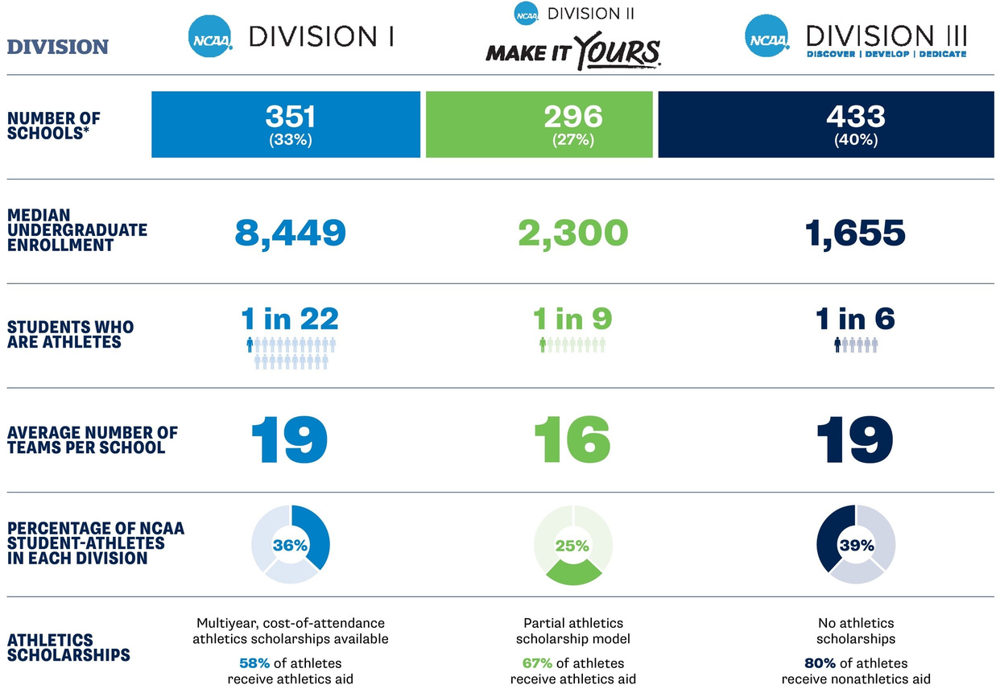 DIVISION
NCAA DIVISION I
NCAA DIVISION II
MAKE IT YOURS.
NCAA DIVISION III
DISCOVER | DEVELOP | DEDICATE
NUMBER OF
SCHOOLS*
351
(33%)
296
(27%)
433
(40%)
MEDIAN
UNDERGRADUATE
ENROLLMENT
8,449
2,300
1,655
STUDENTS WHO
ARE ATHLETES
1 in 22
1 in 9
1 in 6
AVERAGE NUMBER OF
TEAMS PER SCHOOL
19
16
19
PERCENTAGE OF NCAA
STUDENT-ATHLETES
IN EACH DIVISION
36%
25%
39%
ATHLETICS
SCHOLARSHIPS
Multiyear, cost-of-attendance
athletics scholarships available
58% of athletes
receive athletics aid
Partial athletics
scholarship model
67% of athletes
receive athletics aid
No athletics
scholarships
80% of athletes
receive nonathletics aid